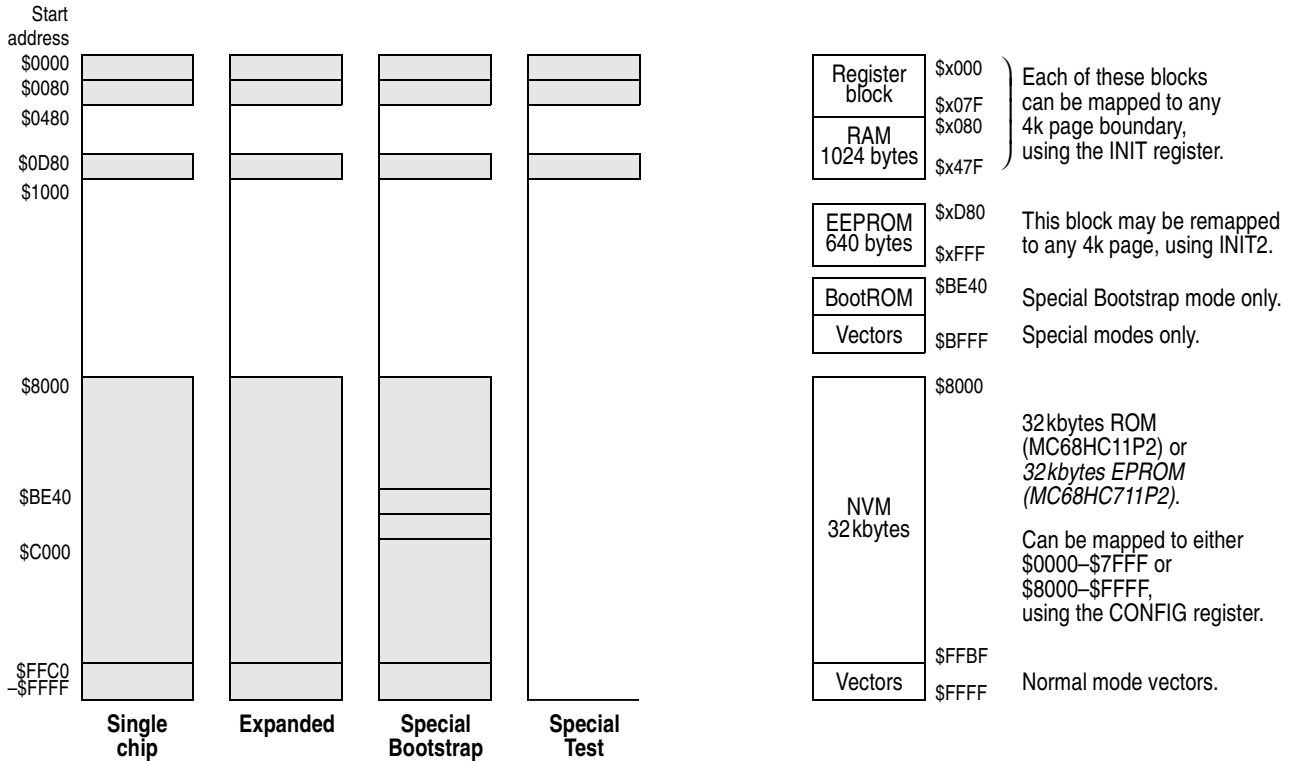 Start
address
$0000
$0080
$0480
$0D80
$1000
$8000
$BE40
$C000
$FFC0
–$FFFF
Single
chip
Expanded
Special
Bootstrap
Special
Test
Register
block
$x000
$x07F
RAM
1024 bytes
$x080
$x47F
Each of these blocks
can be mapped to any
4k page boundary,
using the INIT register.
EEPROM
640 bytes
$xD80
$xFFF
This block may be remapped
to any 4k page, using INIT2.
BootROM
$BE40
Special Bootstrap mode only.
Vectors
$BFFF
Special modes only.
$8000
NVM
32kbytes
32kbytes ROM
(MC68HC11P2) or
32kbytes EPROM
(MC68HC711P2).
Can be mapped to either
$0000–$7FFF or
$8000–$FFFF,
using the CONFIG register.
$FFBF
Vectors
$FFFF
Normal mode vectors.